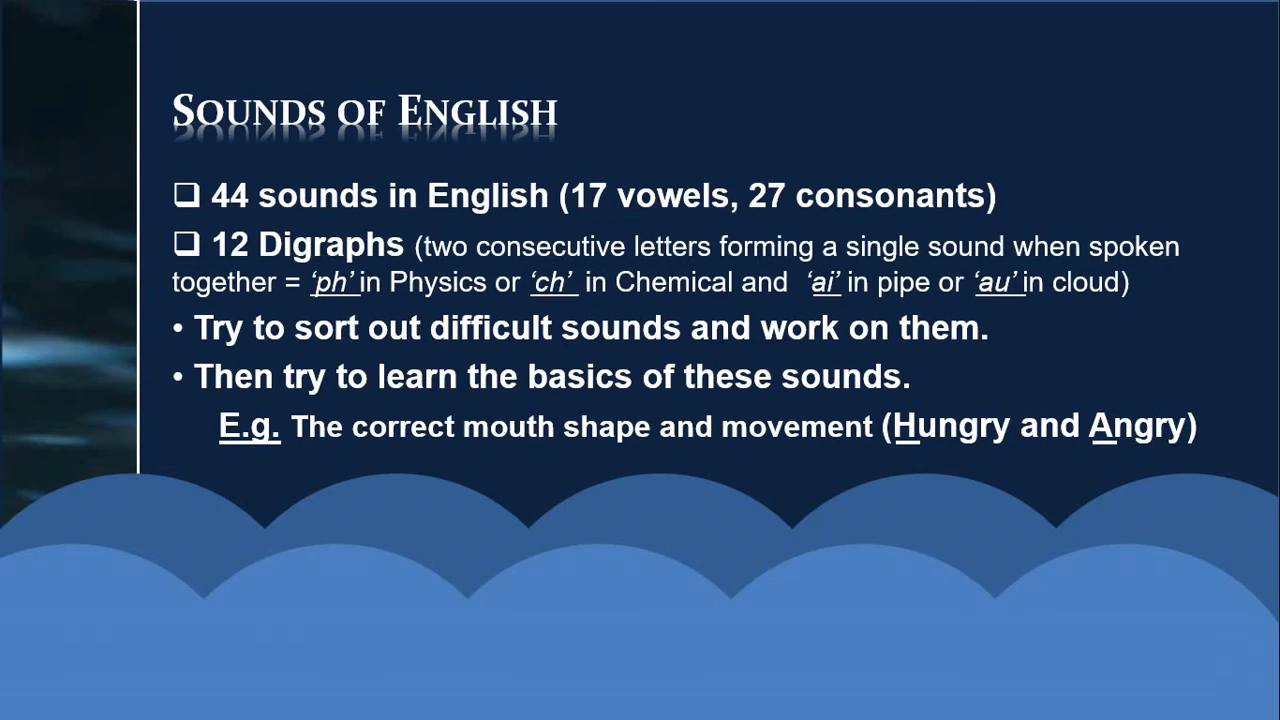 SOUNDS OF ENGLISH
❑ 44 sounds in English (17 vowels, 27 consonants)
❑ 12 Digraphs (two consecutive letters forming a single sound when spoken
together = ‘ph’ in Physics or ‘ch’ in Chemical and ‘ai’ in pipe or ‘au’ in cloud)
• Try to sort out difficult sounds and work on them.
• Then try to learn the basics of these sounds.
E.g. The correct mouth shape and movement (Hungry and Angry)